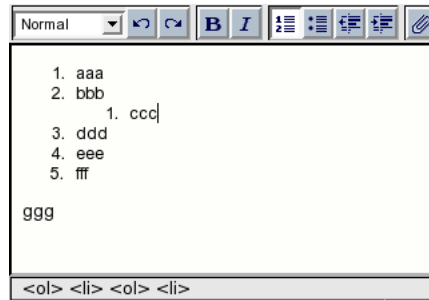 Normal B I
1. aaa
2. bbb
1. ccc
3. ddd
4. eee
5. fff
ggg
<ol> <li> <ol> <li>